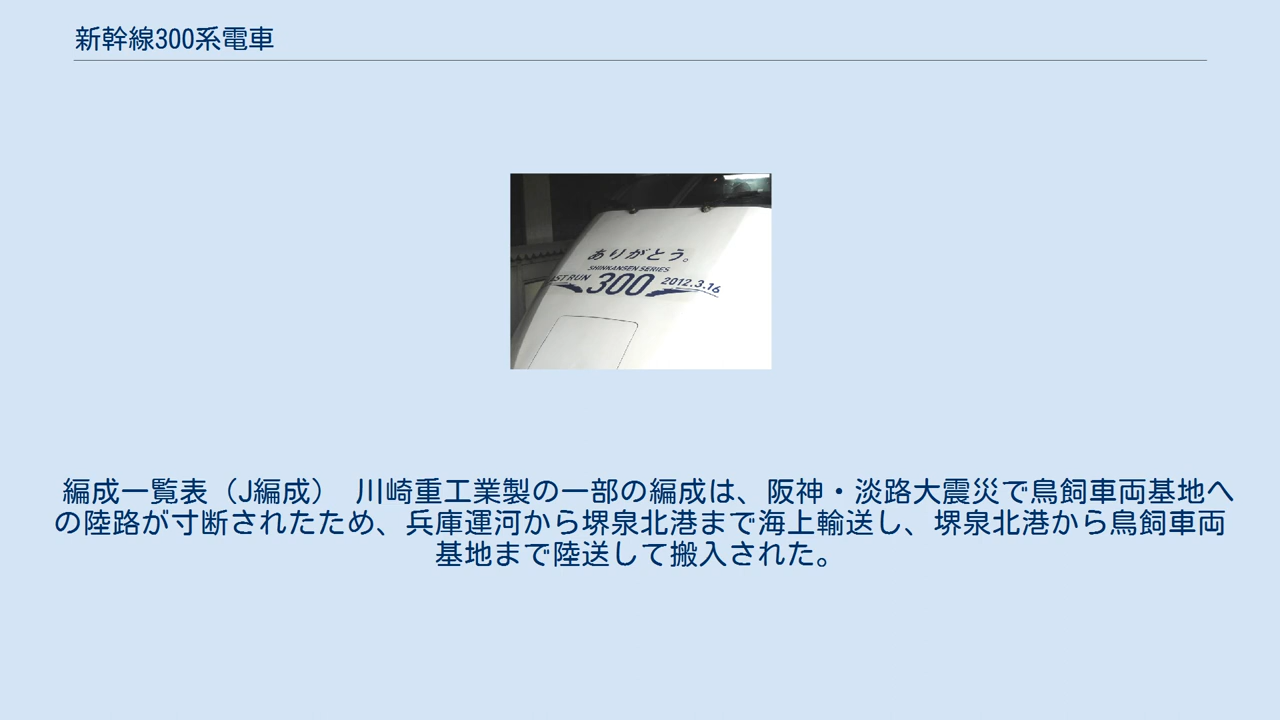 新幹線300系電車
ありがとう。
SHINKANSEN SERIES
RUN 300 2012.3.16
編成一覧表（J編成） 川崎重工業製の一部の編成は、阪神・淡路大震災で鳥飼車両基地へ
の陸路が寸断されたため、兵庫運河から堺泉北港まで海上輸送し、堺泉北港から鳥飼車両
基地まで陸送して搬入された。